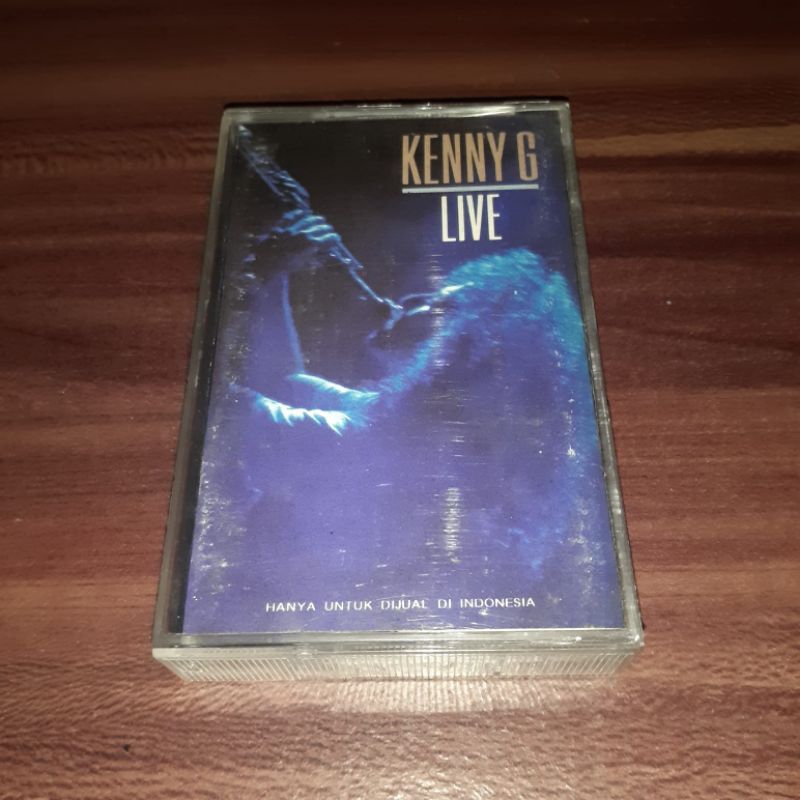 KENNY G
LIVE
HANYA UNTUK DIJUAL DI INDONESIA